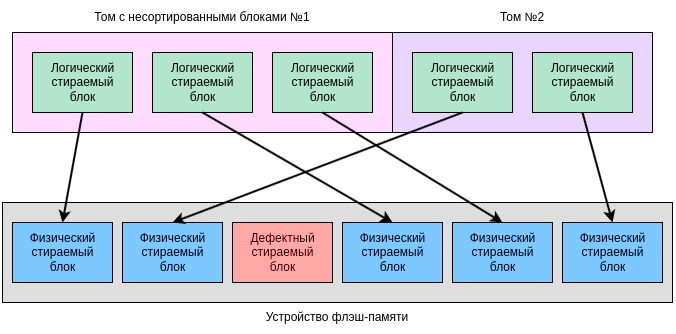 Том с несортированными блоками №1
Том №2
Логический
стираемый
блок
Логический
стираемый
блок
Логический
стираемый
блок
Логический
стираемый
блок
Логический
стираемый
блок
Физический
стираемый
блок
Физический
стираемый
блок
Дефектный
стираемый
блок
Физический
стираемый
блок
Физический
стираемый
блок
Физический
стираемый
блок
Устройство флэш-памяти